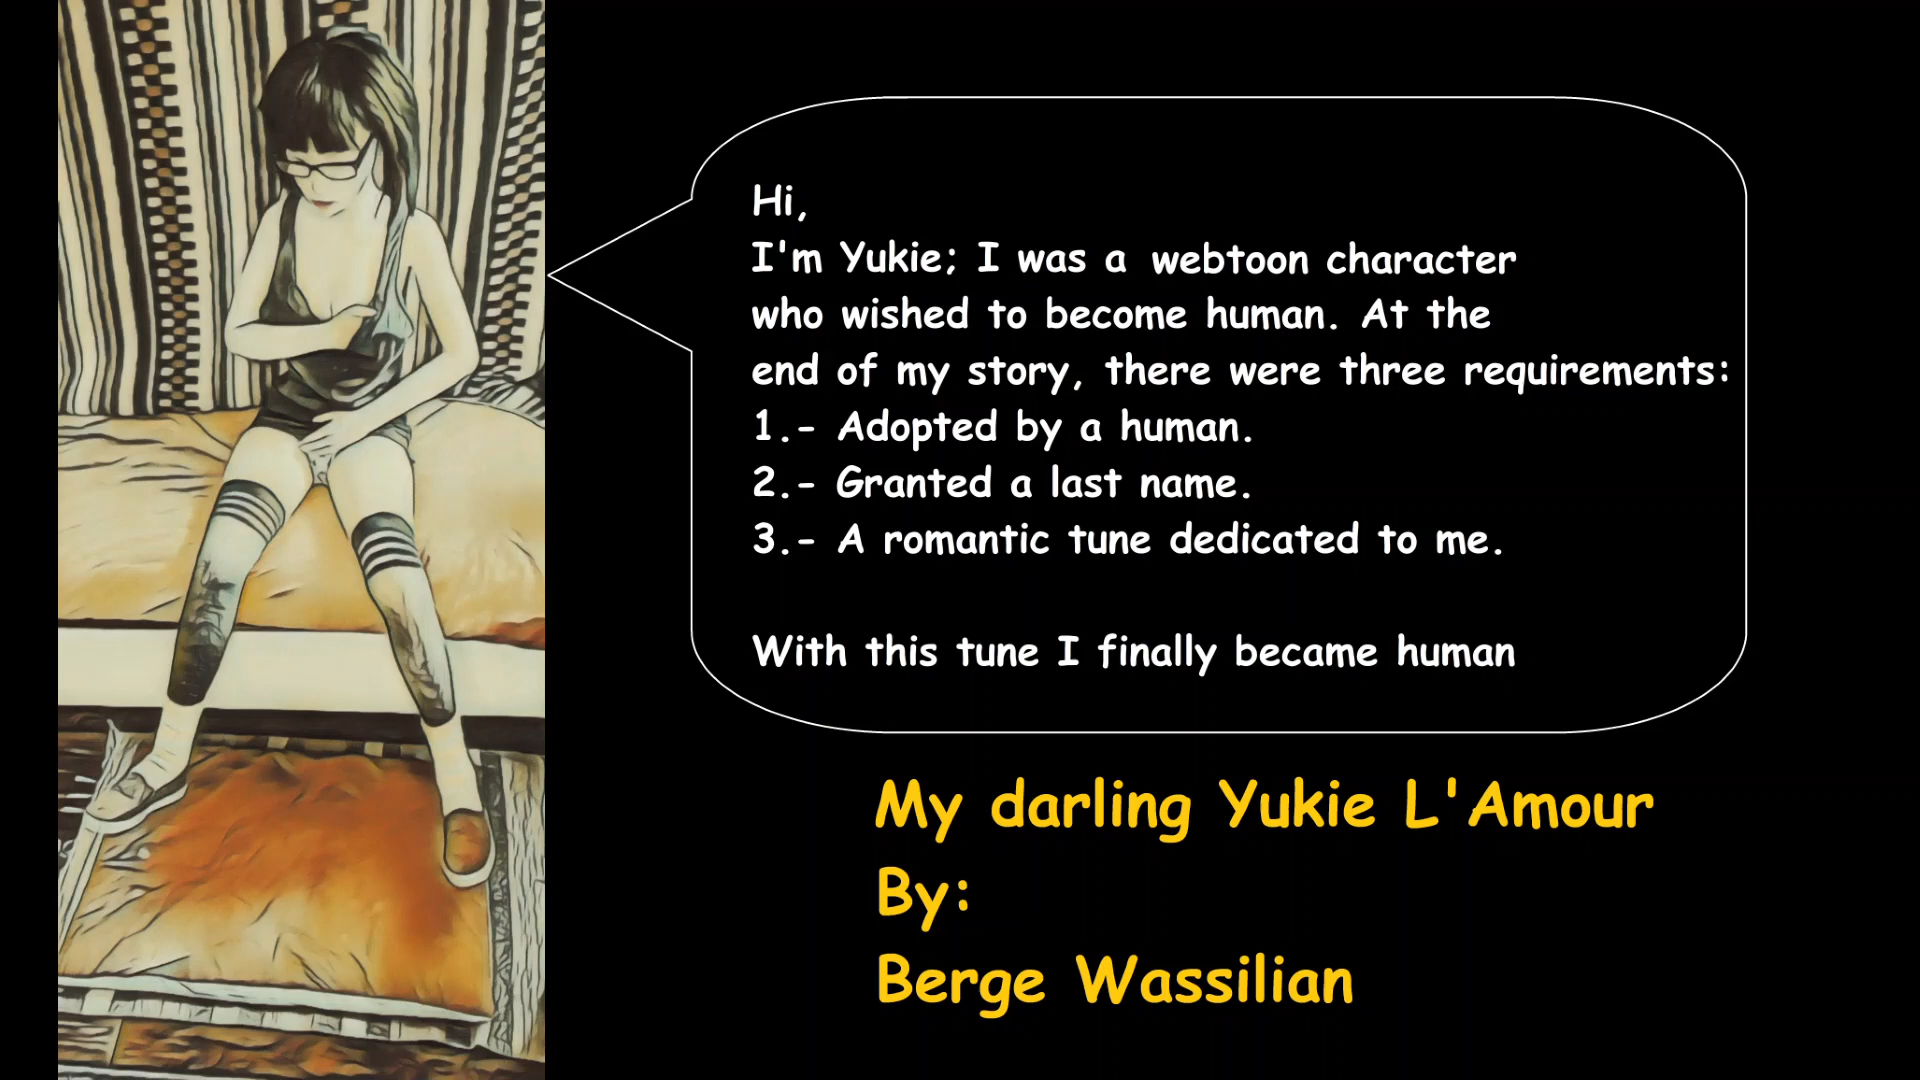 Hi,
I'm Yukie; I was a webtoon character
who wished to become human. At the
end of my story, there were three requirements:
1.- Adopted by a human.
2.- Granted a last name.
3.- A romantic tune dedicated to me.
With this tune I finally became human
My darling Yukie L'Amour
By:
Berge Wassilian